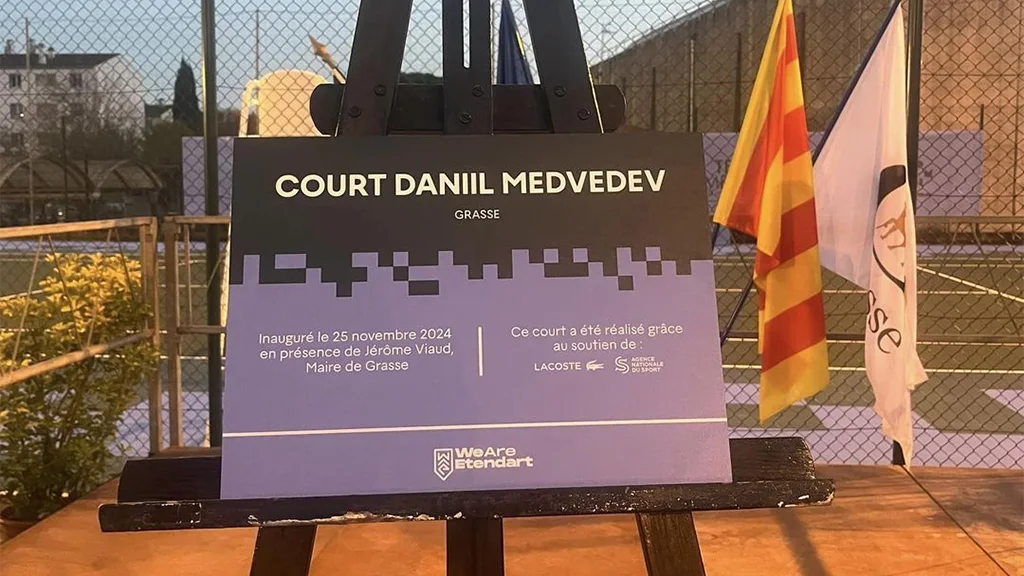 COURT DANIIL MEDVEDEV
GRASSE
Inauguré le 25 novembre 2024
en présence de Jérôme Viaud,
Maire de Grasse
Ce court a été réalisé grâce
au soutien de :
LACOSTE
AGENCE
NATIONALE
DU SPORT
WeAre
Etendart